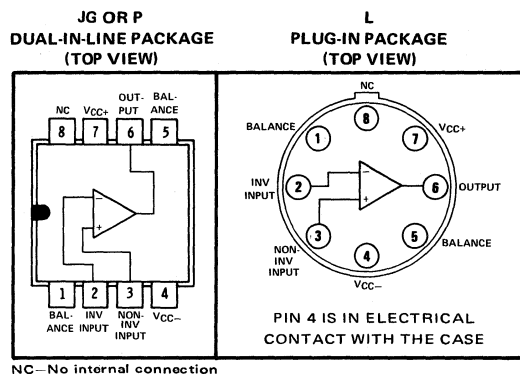 JG OR P
DUAL-IN-LINE PACKAGE
(TOP VIEW)
NC
VCC+
OUT-
PUT
BAL-
ANCE
8
7
6
5
−
+
1
2
3
4
BAL-
ANCE
INV
INPUT
NON-
INV
INPUT
VCC−
L
PLUG-IN PACKAGE
(TOP VIEW)
NC
8
BALANCE
1
7
VCC+
INV
INPUT
2
−
+
6
OUTPUT
3
NON-
INV
INPUT
5
BALANCE
4
VCC−
PIN 4 IS IN ELECTRICAL
CONTACT WITH THE CASE
NC—No internal connection